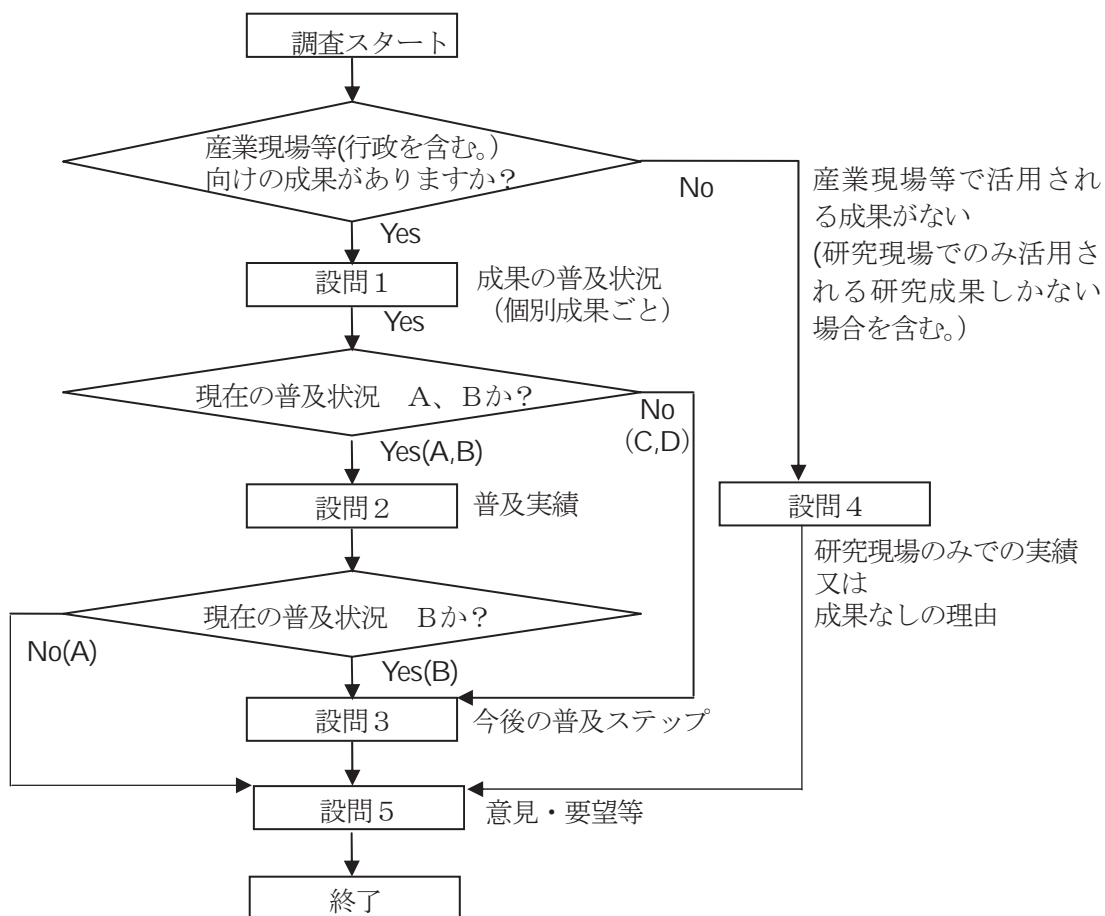 調査スタート
産業現場等(行政を含む。)
向けの成果がありますか?
No
産業現場等で活用され
る成果がない
(研究現場でのみ活用さ
れる研究成果しかない
場合を含む。)
Yes
設問1
成果の普及状況
(個別成果ごと)
Yes
現在の普及状況 A、Bか?
No
(C,D)
Yes(A,B)
設問2
普及実績
設問4
研究現場のみでの実績
又は
成果なしの理由
現在の普及状況 Bか?
No(A)
Yes(B)
設問3
今後の普及ステップ
設問5
意見・要望等
終了